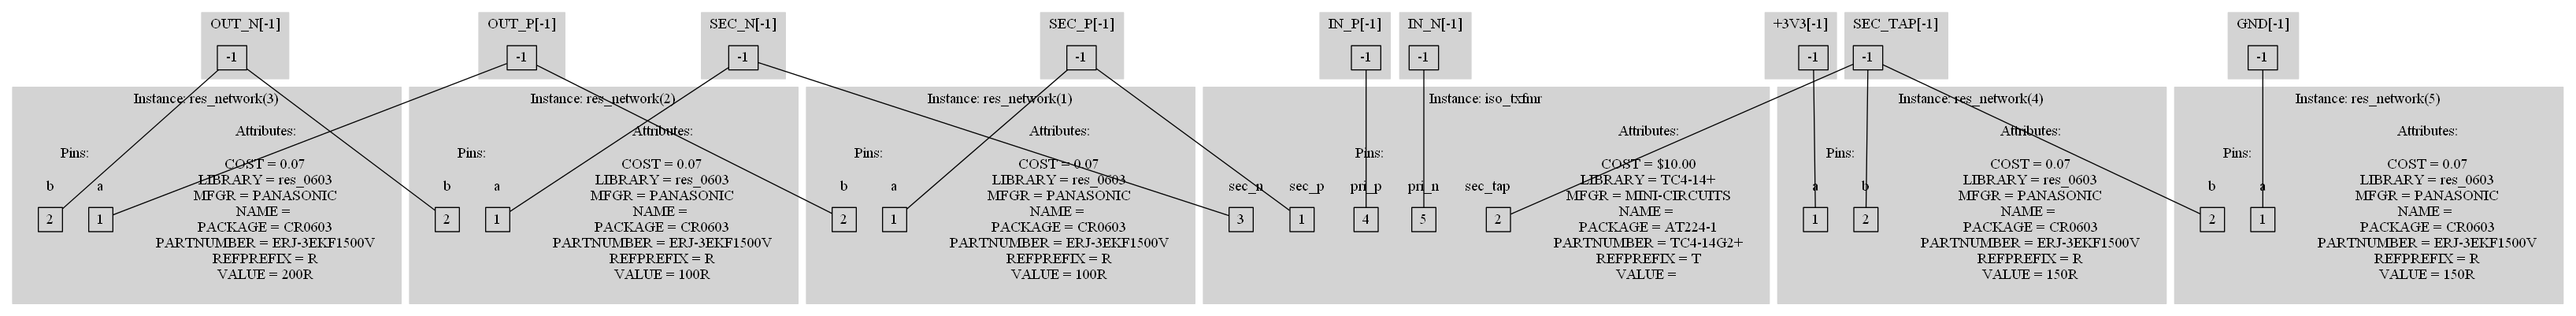 OUT_N[-1]
-1
OUT_P[-1]
-1
SEC_N[-1]
-1
SEC_P[-1]
-1
IN_P[-1]
-1
IN_N[-1]
-1
+3V3[-1]
-1
SEC_TAP[-1]
-1
GND[-1]
-1
Instance: res_network(3)
Pins:
b
a
2
1
Attributes:
COST = 0.07
LIBRARY = res_0603
MFGR = PANASONIC
NAME =
PACKAGE = CR0603
PARTNUMBER = ERJ-3EKF1500V
REFPREFIX = R
VALUE = 200R
Instance: res_network(2)
Pins:
b
a
2
1
Attributes:
COST = 0.07
LIBRARY = res_0603
MFGR = PANASONIC
NAME =
PACKAGE = CR0603
PARTNUMBER = ERJ-3EKF1500V
REFPREFIX = R
VALUE = 100R
Instance: res_network(1)
Pins:
b
a
2
1
Attributes:
COST = 0.07
LIBRARY = res_0603
MFGR = PANASONIC
NAME =
PACKAGE = CR0603
PARTNUMBER = ERJ-3EKF1500V
REFPREFIX = R
VALUE = 100R
Instance: iso_txfmr
Pins:
sec_n
sec_p
pri_p
pri_n
sec_tap
3
1
4
5
2
Attributes:
COST = $10.00
LIBRARY = TC4-14+
MFGR = MINI-CIRCUITS
NAME =
PACKAGE = AT224-1
PARTNUMBER = TC4-14G2+
REFPREFIX = T
VALUE =
Instance: res_network(4)
Pins:
a
b
1
2
Attributes:
COST = 0.07
LIBRARY = res_0603
MFGR = PANASONIC
NAME =
PACKAGE = CR0603
PARTNUMBER = ERJ-3EKF1500V
REFPREFIX = R
VALUE = 150R
Instance: res_network(5)
Pins:
b
a
2
1
Attributes:
COST = 0.07
LIBRARY = res_0603
MFGR = PANASONIC
NAME =
PACKAGE = CR0603
PARTNUMBER = ERJ-3EKF1500V
REFPREFIX = R
VALUE = 150R